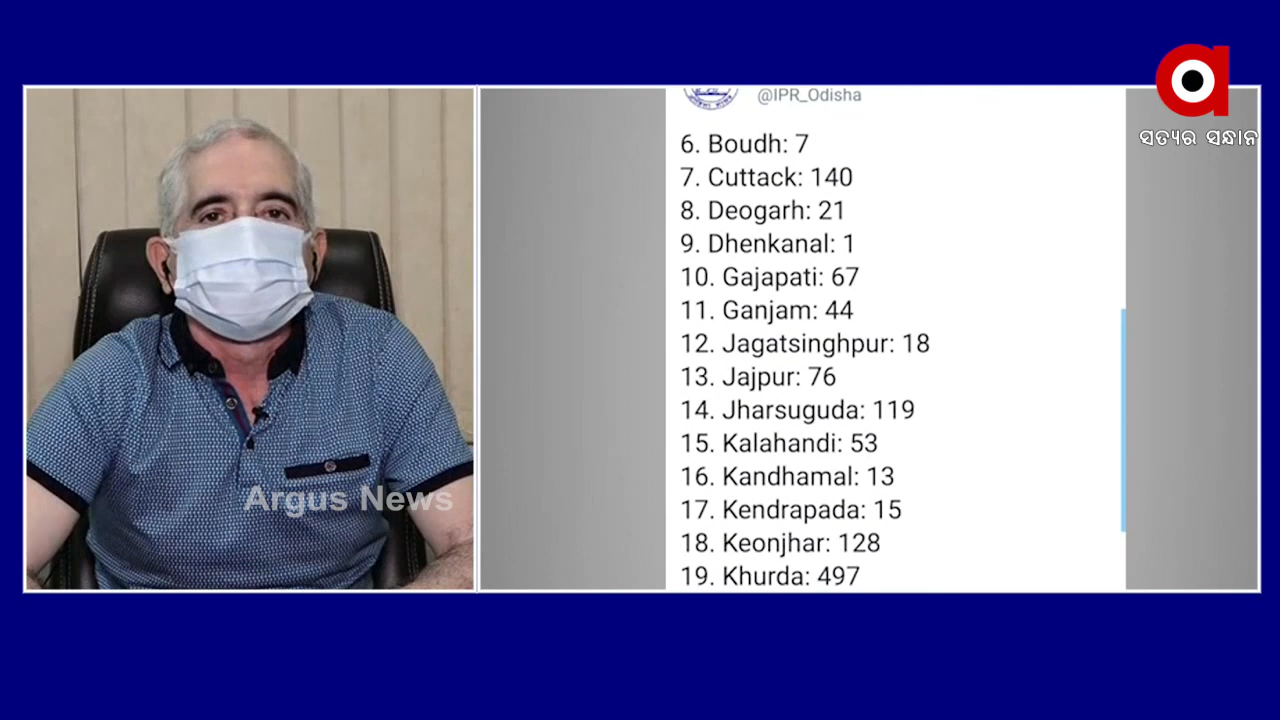 ସତ୍ୟର ସନ୍ଧାନ
@IPR_Odisha
6. Boudh: 7
7. Cuttack: 140
8. Deogarh: 21
9. Dhenkanal: 1
10. Gajapati: 67
11. Ganjam: 44
12. Jagatsinghpur: 18
13. Jajpur: 76
14. Jharsuguda: 119
15. Kalahandi: 53
16. Kandhamal: 13
17. Kendrapada: 15
18. Keonjhar: 128
19. Khurda: 497
Argus News